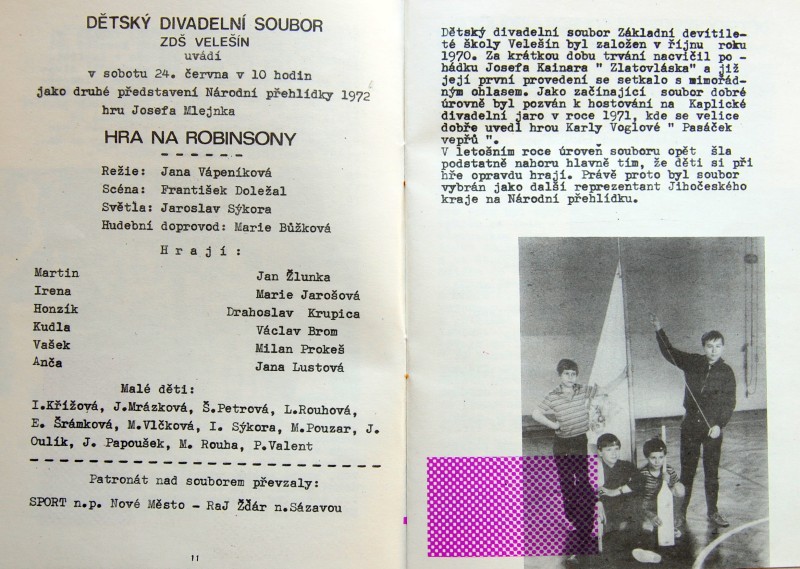 DĚTSKÝ DIVADELNÍ SOUBOR
ZDŠ VELEŠÍN
uvádí
v sobotu 24. června v 10 hodin
jako druhé představení Národní přehlídky 1972
hru Josefa Mlejnka
HRA NA ROBINSONY
Režie: Jana Vápeníková
Scéna: František Doležal
Světla: Jaroslav Sýkora
Hudební doprovod: Marie Bůžková
H r a j í :
Martin Jan Žlunka
Irena Marie Jarošová
Honzík Drahoslav Krupica
Kudla Václav Brom
Vašek Milan Prokeš
Anča Jana Lustová
Malé děti:
I.Křížová, J.Mrázková, Š.Petrová, L.Rouhová,
E. Šrámková, M.Vlčková, I. Sýkora, M.Pouzar, J.
Oulík, J. Papoušek, M. Rouha, P.Valent
Patronát nad souborem převzaly:
SPORT n.p. Nové Město - RaJ Žďár n.Sázavou
11
Dětský divadelní soubor Základní devítile-
té školy Velešín byl založen v říjnu roku
1970. Za krátkou dobu trvání nacvičil po -
hádku Josefa Kainara " Zlatovláska" a již
její první provedení se setkalo s mimořád-
ným ohlasem. Jako začínající soubor dobré
úrovně byl pozván k hostování na Kaplické
divadelní jaro v roce 1971, kde se velice
dobře uvedl hrou Karly Voglové " Pasáček
vepřů ".
V letošním roce úroveň souboru opět šla
podstatně nahoru hlavně tím, že děti si při
hře opravdu hrají. Právě proto byl soubor
vybrán jako další reprezentant Jihočeského
kraje na Národní přehlídku.